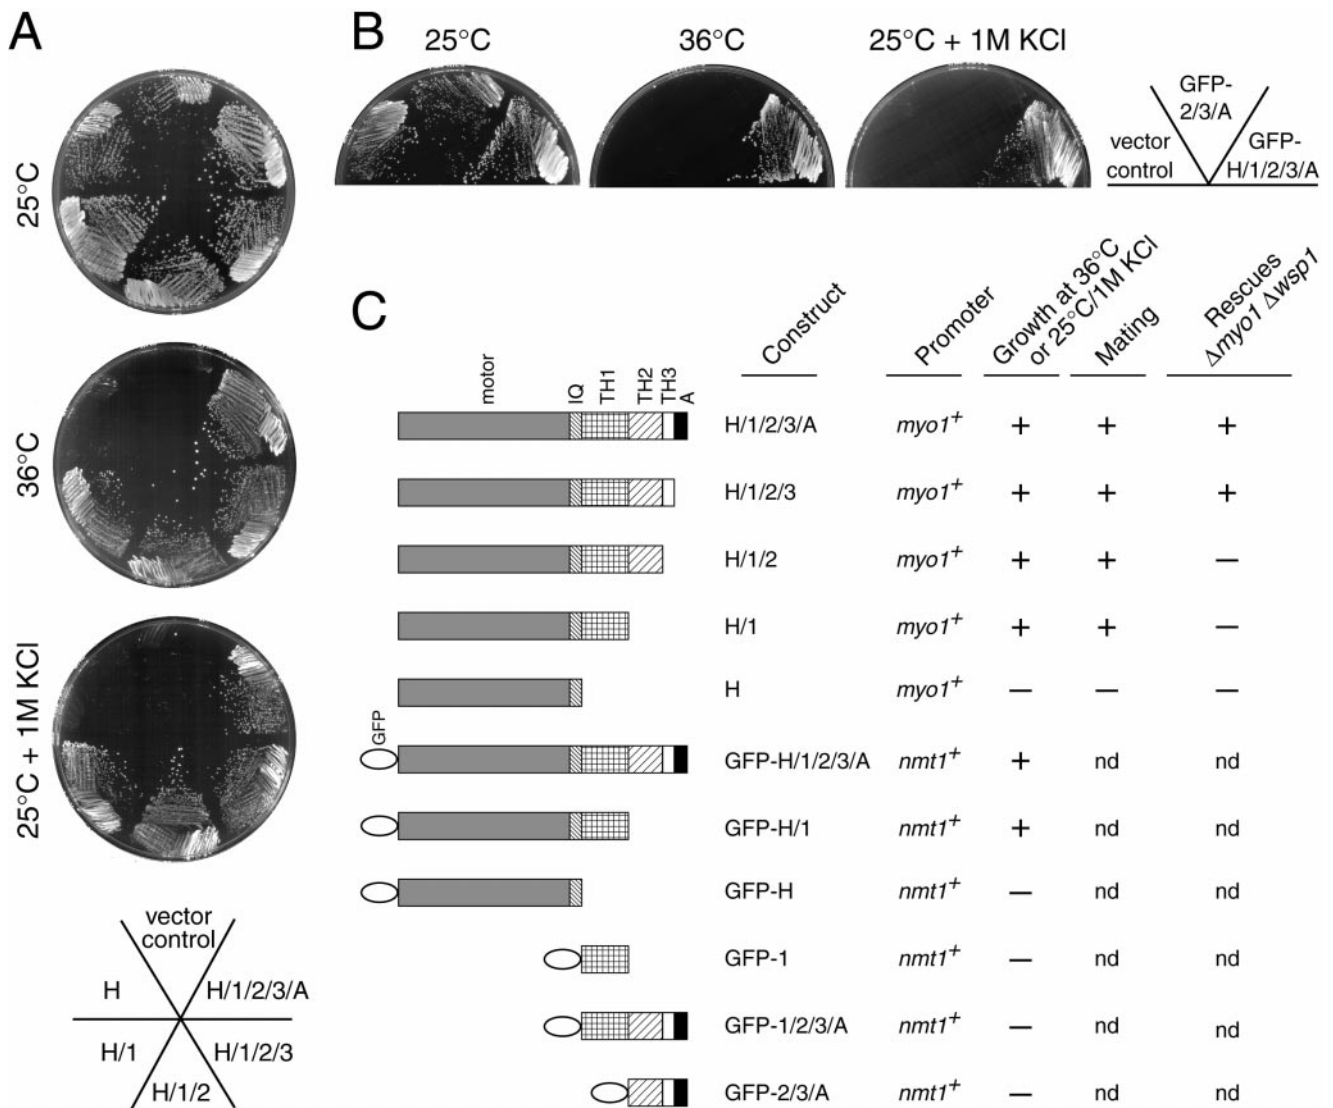 A
25°C
36°C
25°C + 1M KCl
vector
control
H
H/1/2/3/A
H/1
H/1/2/3
H/1/2
B
25°C
36°C
25°C + 1M KCl
GFP-
2/3/A
vector
control
GFP-
H/1/2/3/A
C
motor
IQ
TH1
TH2
TH3
A
Construct
Promoter
Growth at 36°C
or 25°C/1M KCl
Mating
Rescues
Δmyo1 Δwsp1
H/1/2/3/A myo1+ + + +
H/1/2/3 myo1+ + + +
H/1/2 myo1+ + + —
H/1 myo1+ + + —
H myo1+ — — —
GFP
GFP-H/1/2/3/A nmt1+ + nd nd
GFP-H/1 nmt1+ + nd nd
GFP-H nmt1+ — nd nd
GFP-1 nmt1+ — nd nd
GFP-1/2/3/A nmt1+ — nd nd
GFP-2/3/A nmt1+ — nd nd